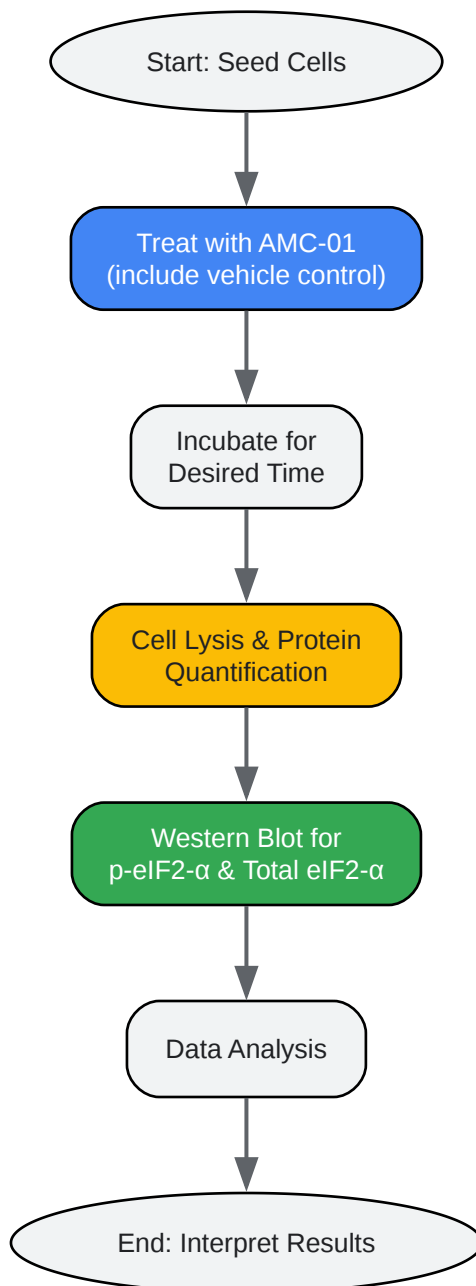 Start: Seed Cells
Treat with AMC-01
(include vehicle control)
Incubate for
Desired Time
Cell Lysis & Protein
Quantification
Western Blot for
p-eIF2-α & Total eIF2-α
Data Analysis
End: Interpret Results